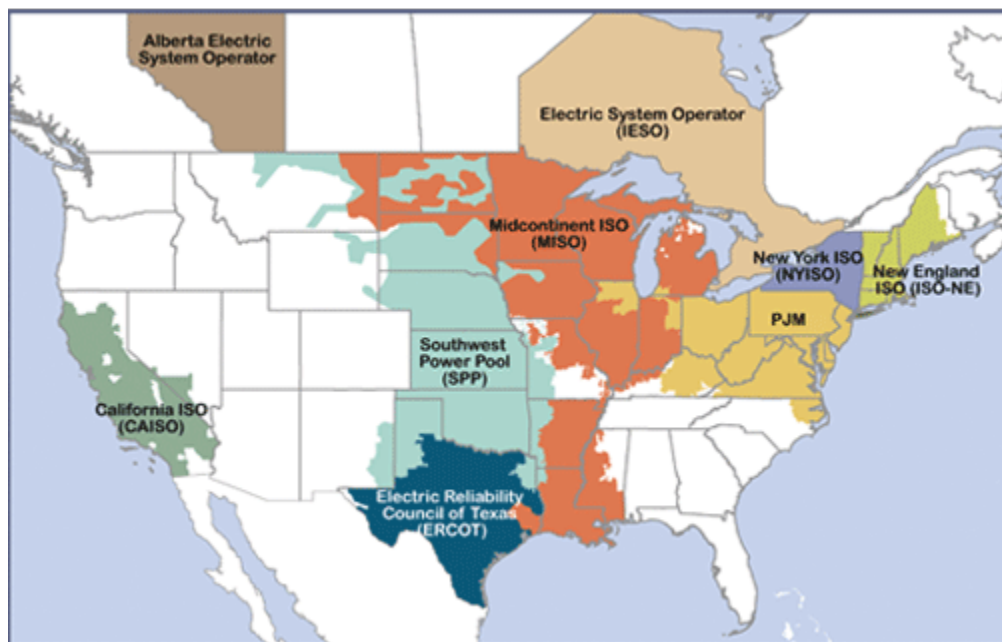 Alberta Electric
System Operator
Electric System Operator
(IESO)
Midcontinent ISO
(MISO)
New York ISO
(NYISO)
New England
ISO (ISO-NE)
PJM
Southwest
Power Pool
(SPP)
California ISO
(CAISO)
Electric Reliability
Council of Texas
(ERCOT)